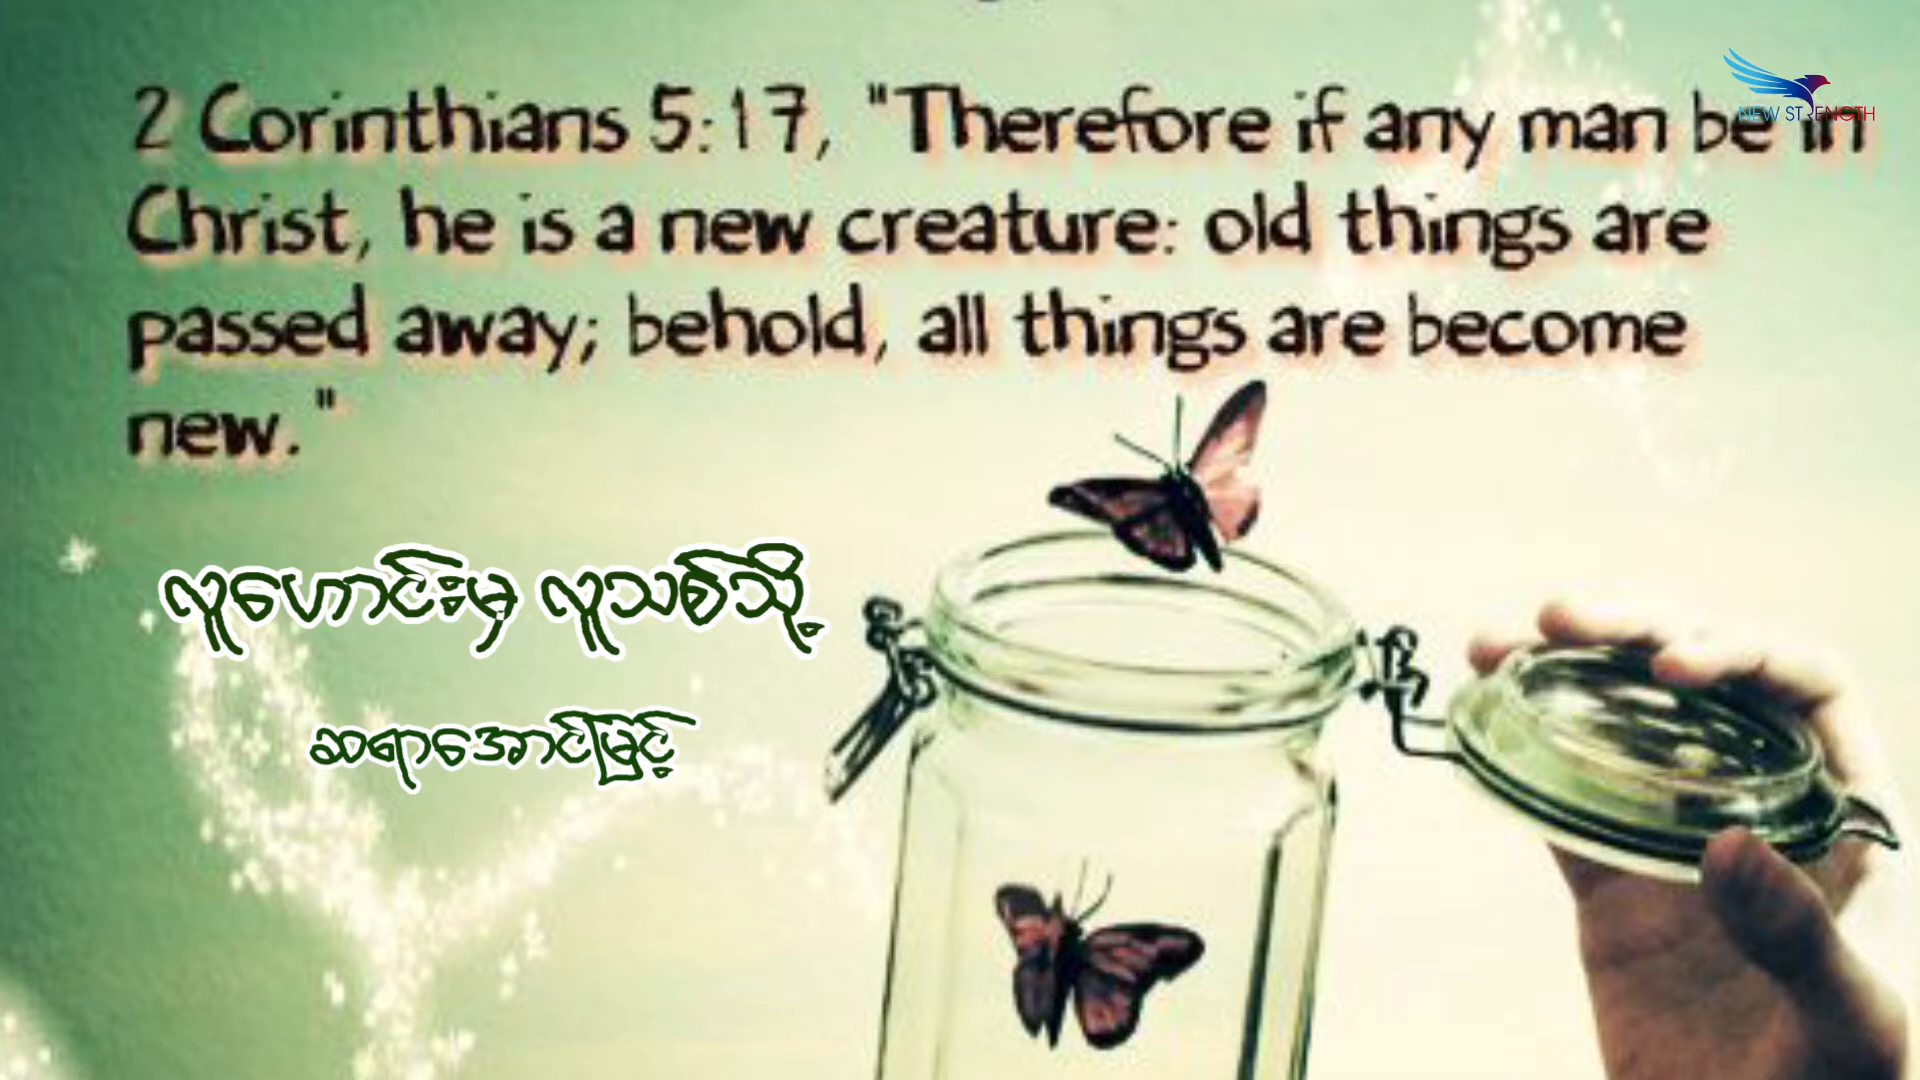 2 Corinthians 5:17, "Therefore if any man be in
Christ, he is a new creature: old things are
passed away; behold, all things are become
new."
NEW STRENGTH
လူဟောင်းမှ လူသစ်သို့
ဆရာအောင်မြင့်